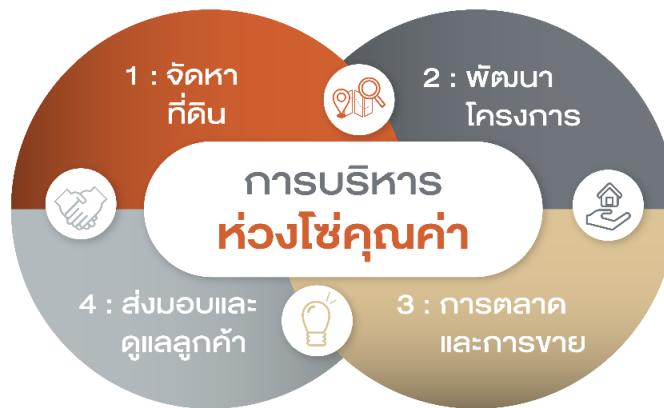 1 : จัดหา
ที่ดิน
2 : พัฒนา
โครงการ
การบริหาร
ห่วงโซ่คุณค่า
4 : ส่งมอบและ
ดูแลลูกค้า
3 : การตลาด
และการขาย